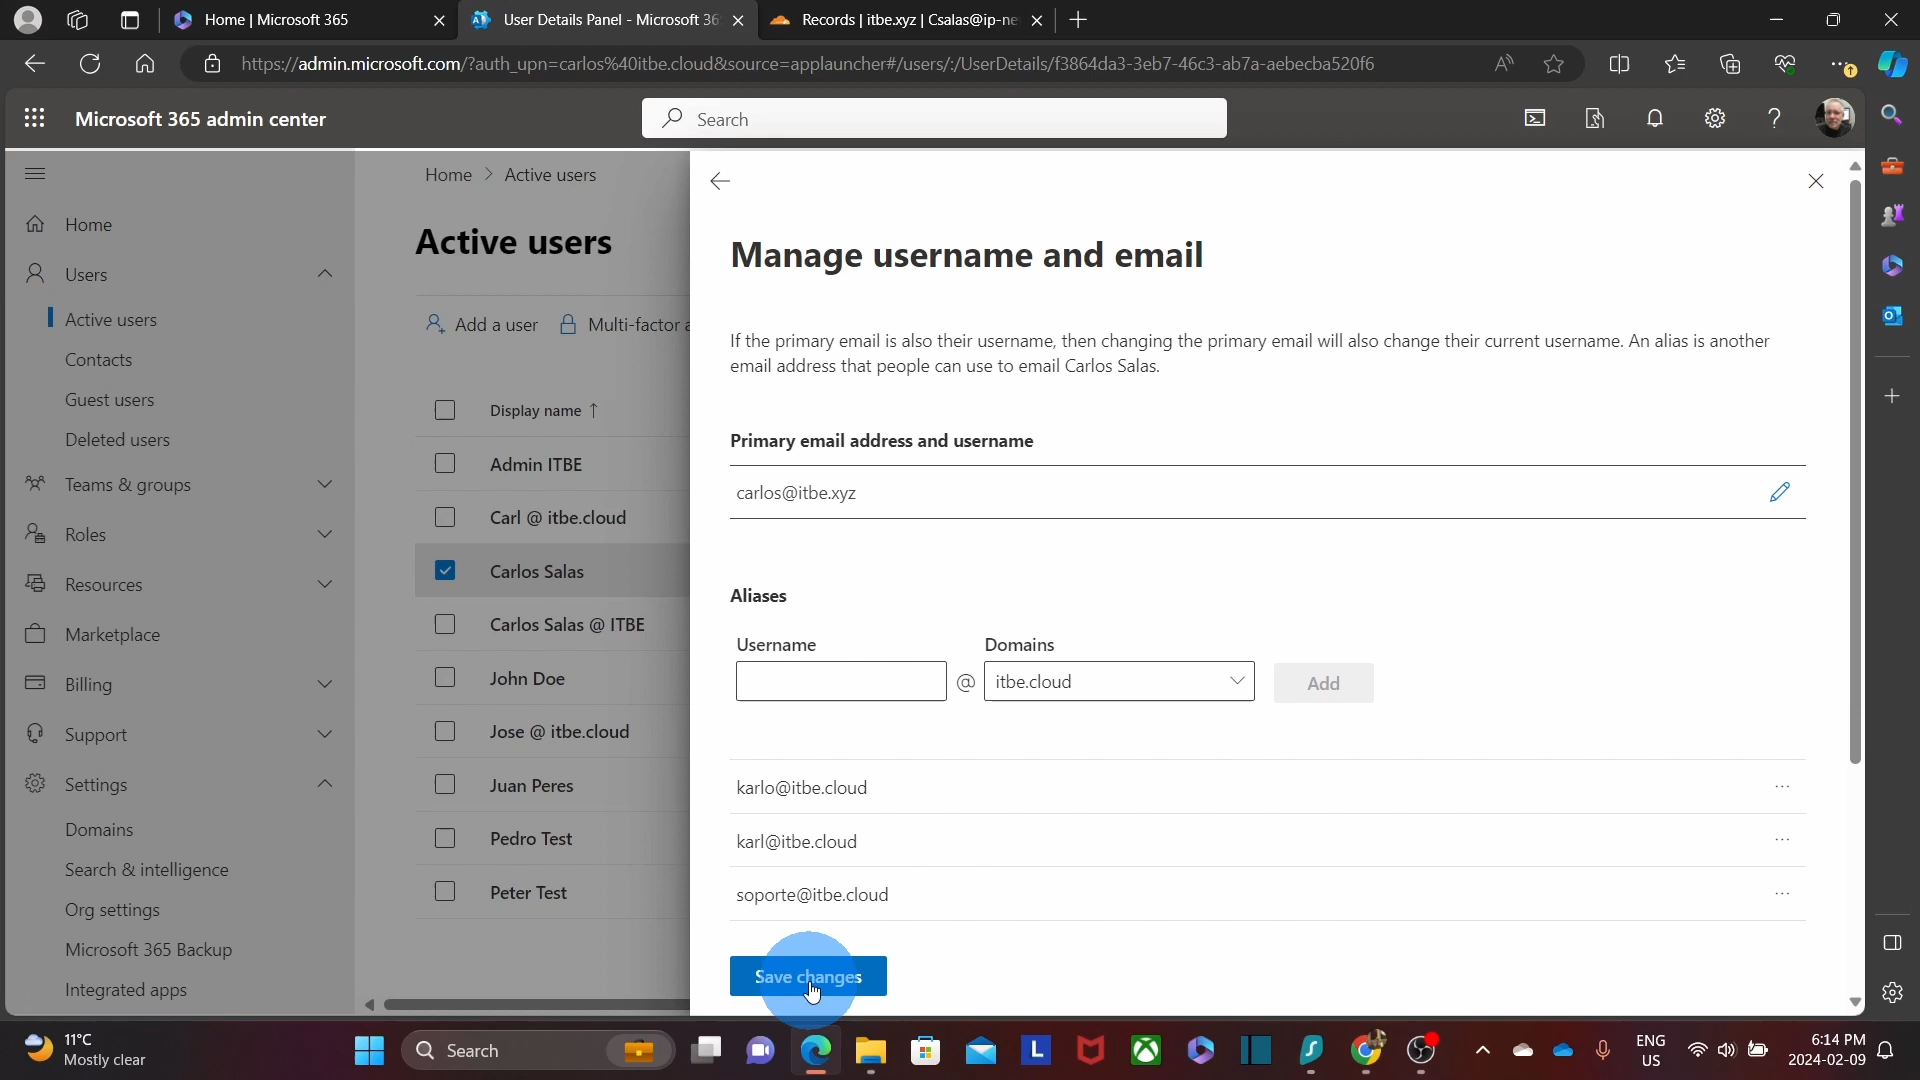 Home | Microsoft 365
User Details Panel - Microsoft 36
Records | itbe.xyz | Csalas@ip-ne
https://admin.microsoft.com/?auth_upn=carlos%40itbe.cloud&source=applauncher#/users/:/UserDetails/f3864da3-3eb7-46c3-ab7a-aebecba520f6
Microsoft 365 admin center
Search
Home
Users
Active users
Contacts
Guest users
Deleted users
Teams & groups
Roles
Resources
Marketplace
Billing
Support
Settings
Domains
Search & intelligence
Org settings
Microsoft 365 Backup
Integrated apps
Home > Active users
Active users
Add a user
Multi-factor a
Display name ↑
Admin ITBE
Carl @ itbe.cloud
Carlos Salas
Carlos Salas @ ITBE
John Doe
Jose @ itbe.cloud
Juan Peres
Pedro Test
Peter Test
Manage username and email
If the primary email is also their username, then changing the primary email will also change their current username. An alias is another
email address that people can use to email Carlos Salas.
Primary email address and username
carlos@itbe.xyz
Aliases
Username
Domains
@
itbe.cloud
Add
karlo@itbe.cloud
karl@itbe.cloud
soporte@itbe.cloud
Save changes
11°C
Mostly clear
Search
L
ENG
US
6:14 PM
2024-02-09